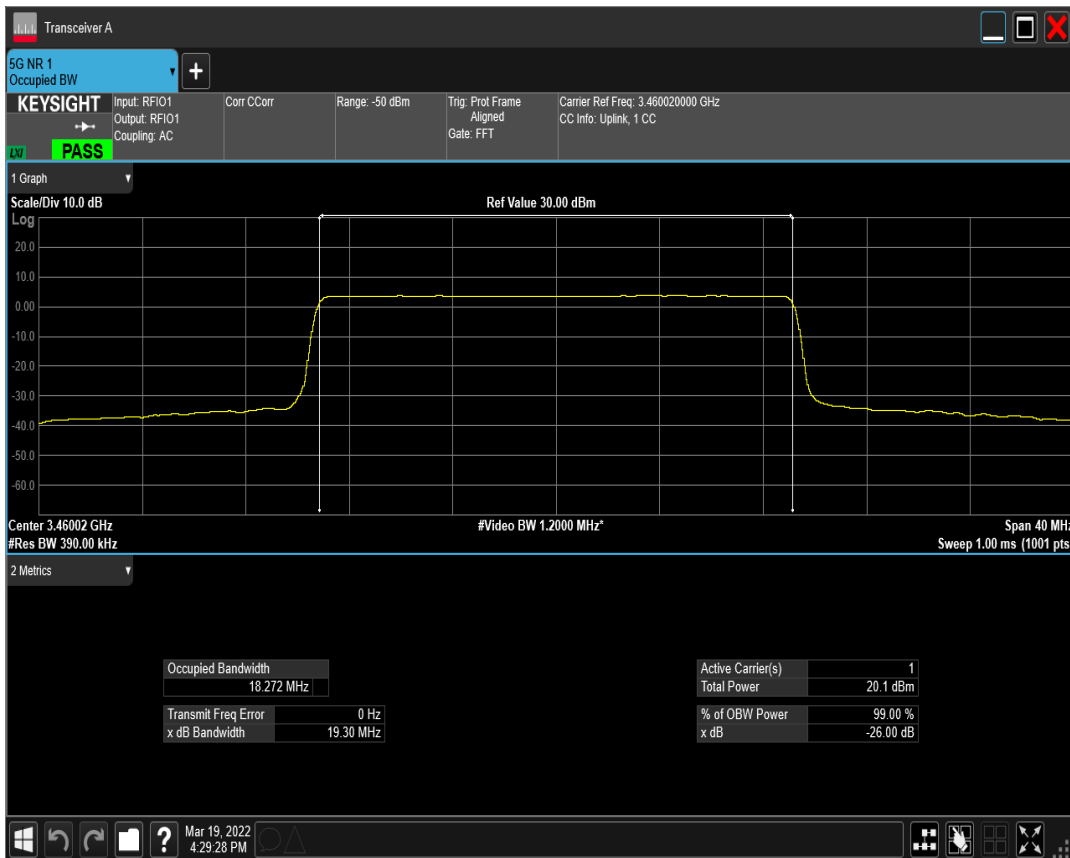 Transceiver A
5G NR 1
Occupied BW
KEYSIGHT
LXI
PASS
Input: RFIO1
Output: RFIO1
Coupling: AC
Corr CCorr
Range: -50 dBm
Trig: Prot Frame
Aligned
Gate: FFT
Carrier Ref Freq: 3.460020000 GHz
CC Info: Uplink, 1 CC
1 Graph
Scale/Div 10.0 dB
Ref Value 30.00 dBm
Log
20.0
10.0
0.00
-10.0
-20.0
-30.0
-40.0
-50.0
-60.0
Center 3.46002 GHz
#Video BW 1.2000 MHz*
Span 40 MHz
#Res BW 390.00 kHz
Sweep 1.00 ms (1001 pts
2 Metrics
Occupied Bandwidth
18.272 MHz
Transmit Freq Error 0 Hz
x dB Bandwidth 19.30 MHz
Active Carrier(s) 1
Total Power 20.1 dBm
% of OBW Power 99.00 %
x dB -26.00 dB
?
Mar 19, 2022
4:29:28 PM